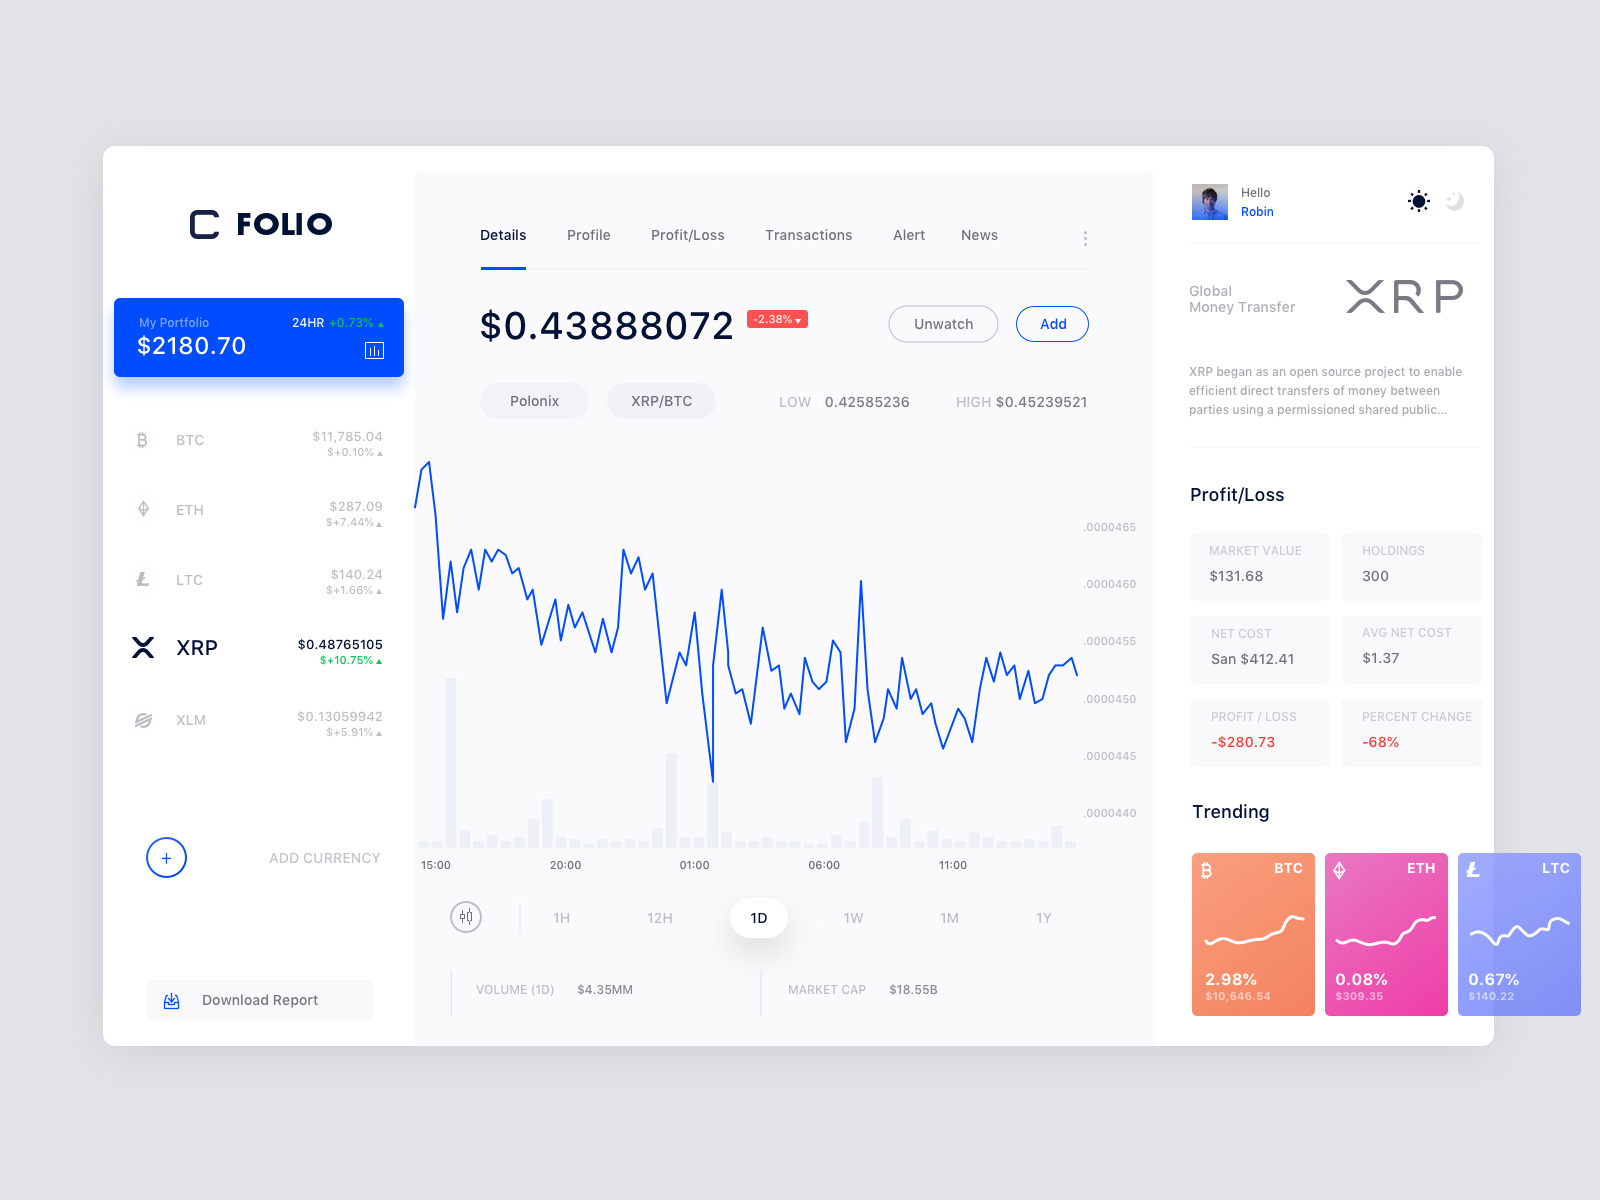 FOLIO
My Portfolio
24HR +0.73%
$2180.70
BTC
$11,785.04
$+0.10%
ETH
$287.09
$+7.44%
LTC
$140.24
$+1.66%
XRP
$0.48765105
$+10.75%
XLM
$0.13059942
$+5.91%
+
ADD CURRENCY
Download Report
Details Profile Profit/Loss Transactions Alert News
$0.43888072
-2.38%
Unwatch
Add
Polonix
XRP/BTC
LOW 0.42585236
HIGH $0.45239521
.0000465
.0000460
.0000455
.0000450
.0000445
.0000440
15:00 20:00 01:00 06:00 11:00
1H 12H 1D 1W 1M 1Y
VOLUME (1D) $4.35MM
MARKET CAP $18.55B
Hello
Robin
Global
Money Transfer
XRP
XRP began as an open source project to enable
efficient direct transfers of money between
parties using a permissioned shared public...
Profit/Loss
MARKET VALUE
$131.68
HOLDINGS
300
NET COST
San $412.41
AVG NET COST
$1.37
PROFIT / LOSS
-$280.73
PERCENT CHANGE
-68%
Trending
BTC
2.98%
$10,646.54
ETH
0.08%
$309.35
LTC
0.67%
$140.22